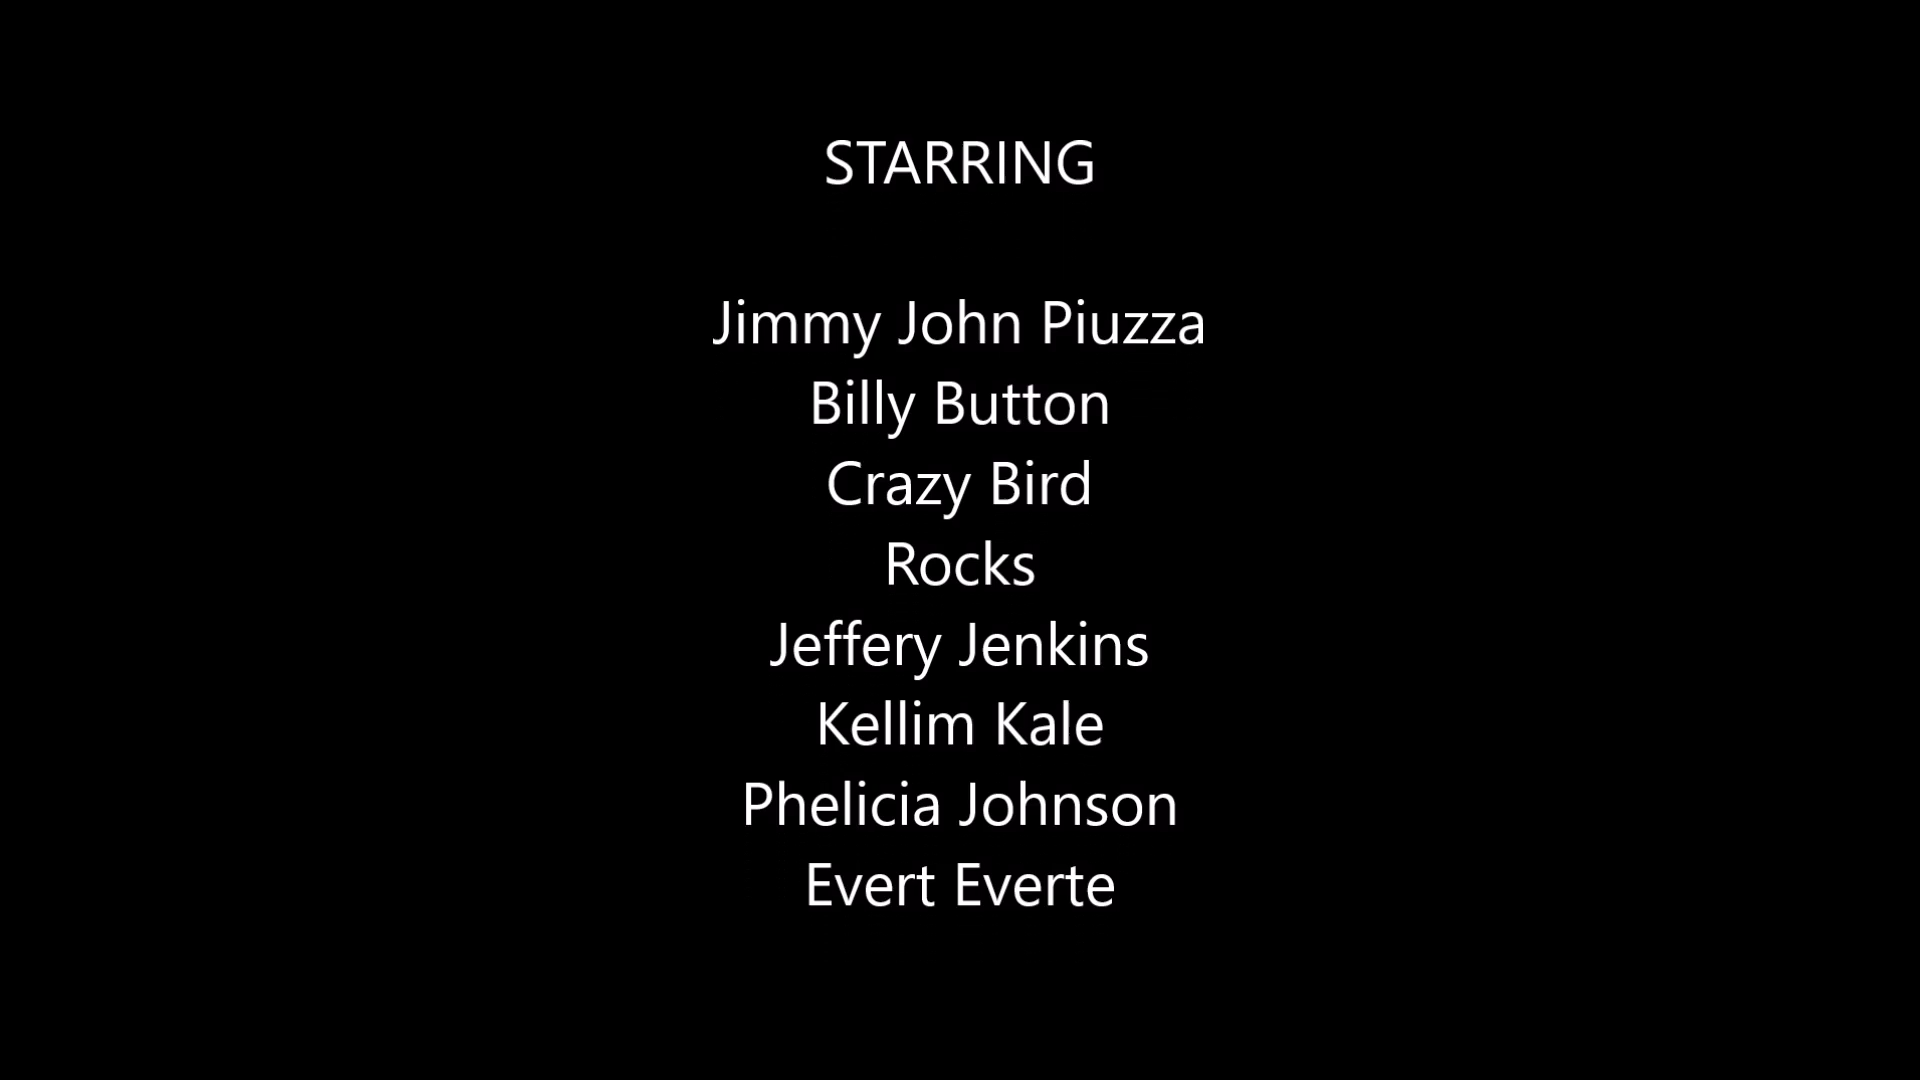 STARRING
Jimmy John Piuzza
Billy Button
Crazy Bird
Rocks
Jeffery Jenkins
Kellim Kale
Phelicia Johnson
Evert Everte